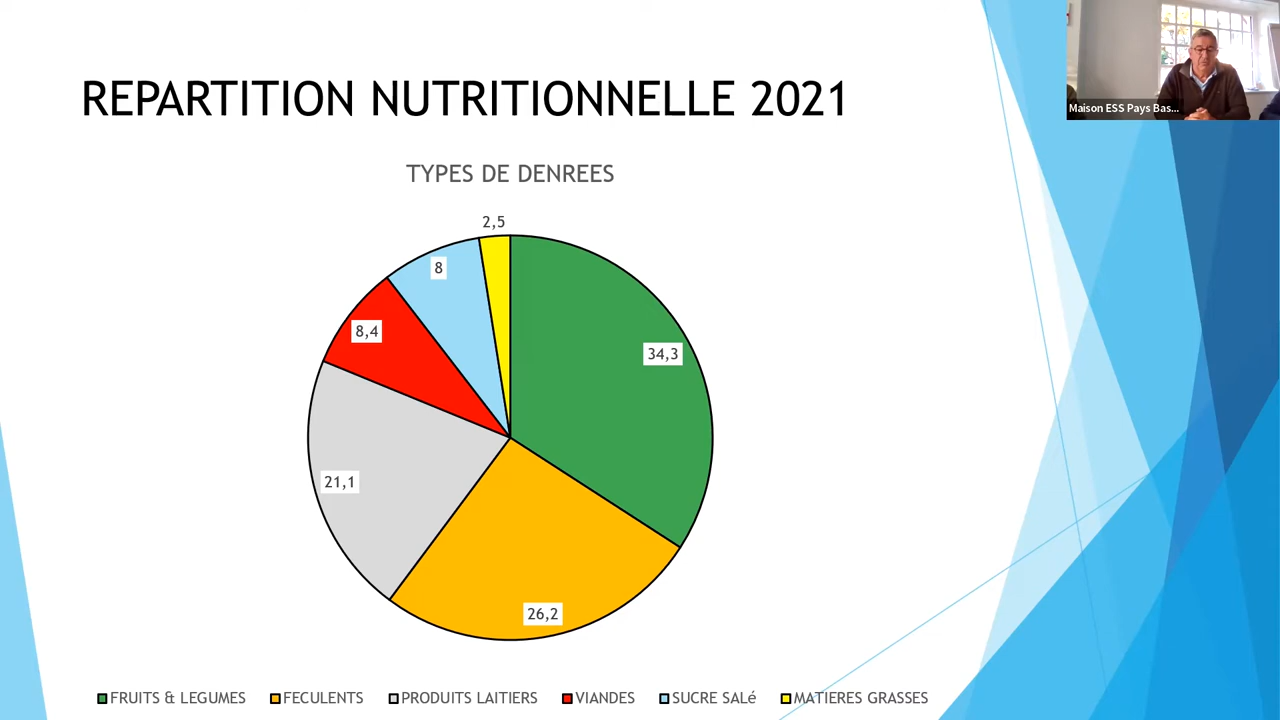 REPARTITION NUTRITIONNELLE 2021
Maison ESS Pays Bas...
TYPES DE DENREES
2,5
8
8,4
34,3
21,1
26,2
FRUITS & LEGUMES FECULENTS PRODUITS LAITIERS VIANDES SUCRE SALé MATIERES GRASSES